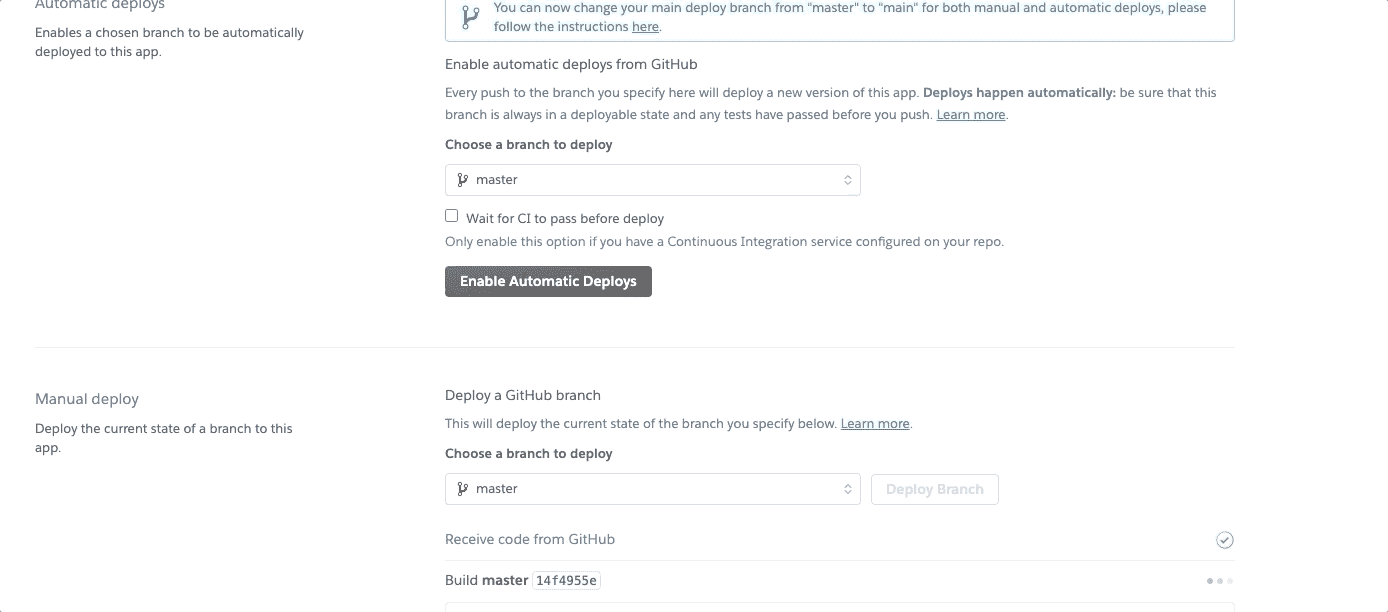 Automatic deploys
Enables a chosen branch to be automatically
deployed to this app.
You can now change your main deploy branch from “master” to “main” for both manual and automatic deploys, please
follow the instructions here.
Enable automatic deploys from GitHub
Every push to the branch you specify here will deploy a new version of this app. Deploys happen automatically: be sure that this
branch is always in a deployable state and any tests have passed before you push. Learn more.
Choose a branch to deploy
master
Wait for CI to pass before deploy
Only enable this option if you have a Continuous Integration service configured on your repo.
Enable Automatic Deploys
Manual deploy
Deploy the current state of a branch to this
app.
Deploy a GitHub branch
This will deploy the current state of the branch you specify below. Learn more.
Choose a branch to deploy
master
Deploy Branch
Receive code from GitHub
Build master 14f4955e